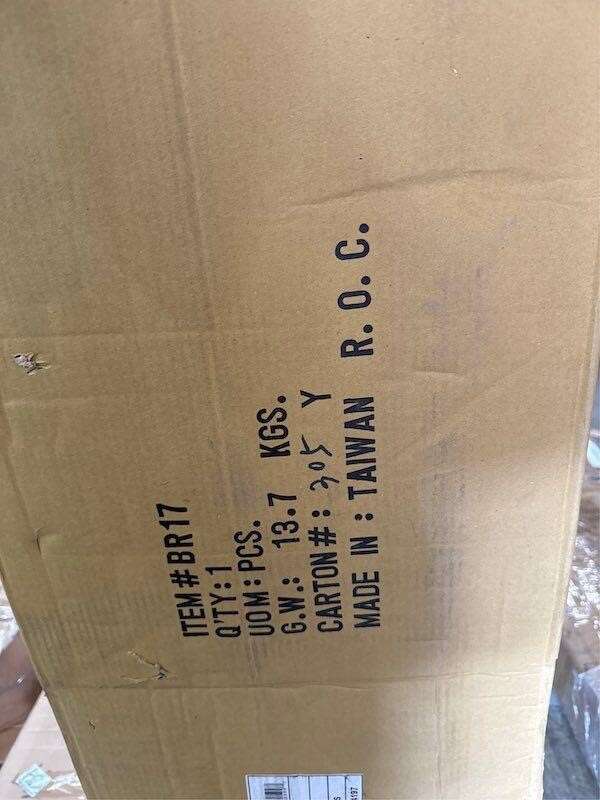 ITEM#BR17
Q'TY:1
UOM:PCS.
G.W.: 13.7 KGS.
CARTON#: 305 Y
MADE IN : TAIWAN R.O.C.